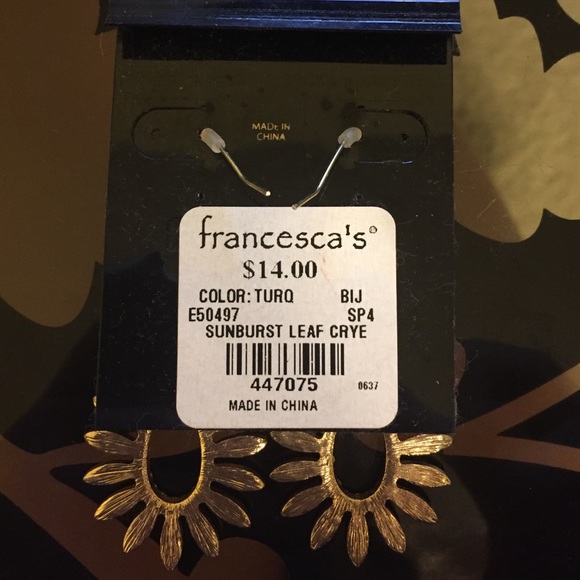 MADE IN
CHINA
francesca's®
$14.00
COLOR: TURQ BIJ
E50497 SP4
SUNBURST LEAF CRYE
447075 0637
MADE IN CHINA